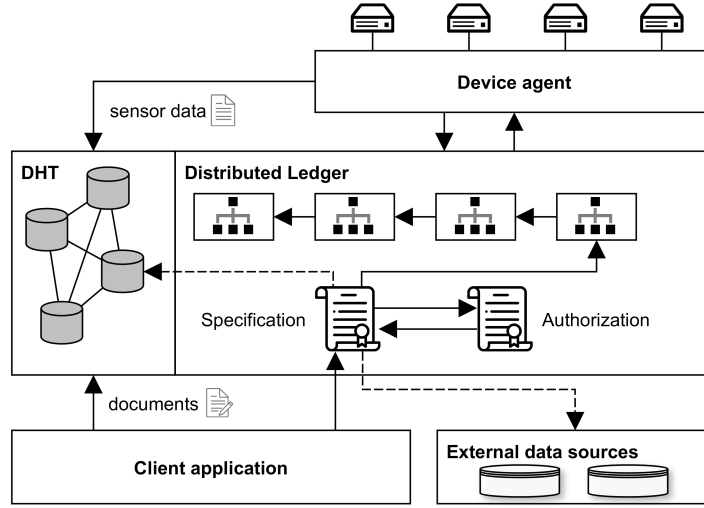 Device agent
sensor data
DHT
Distributed Ledger
Specification
Authorization
documents
Client application
External data sources